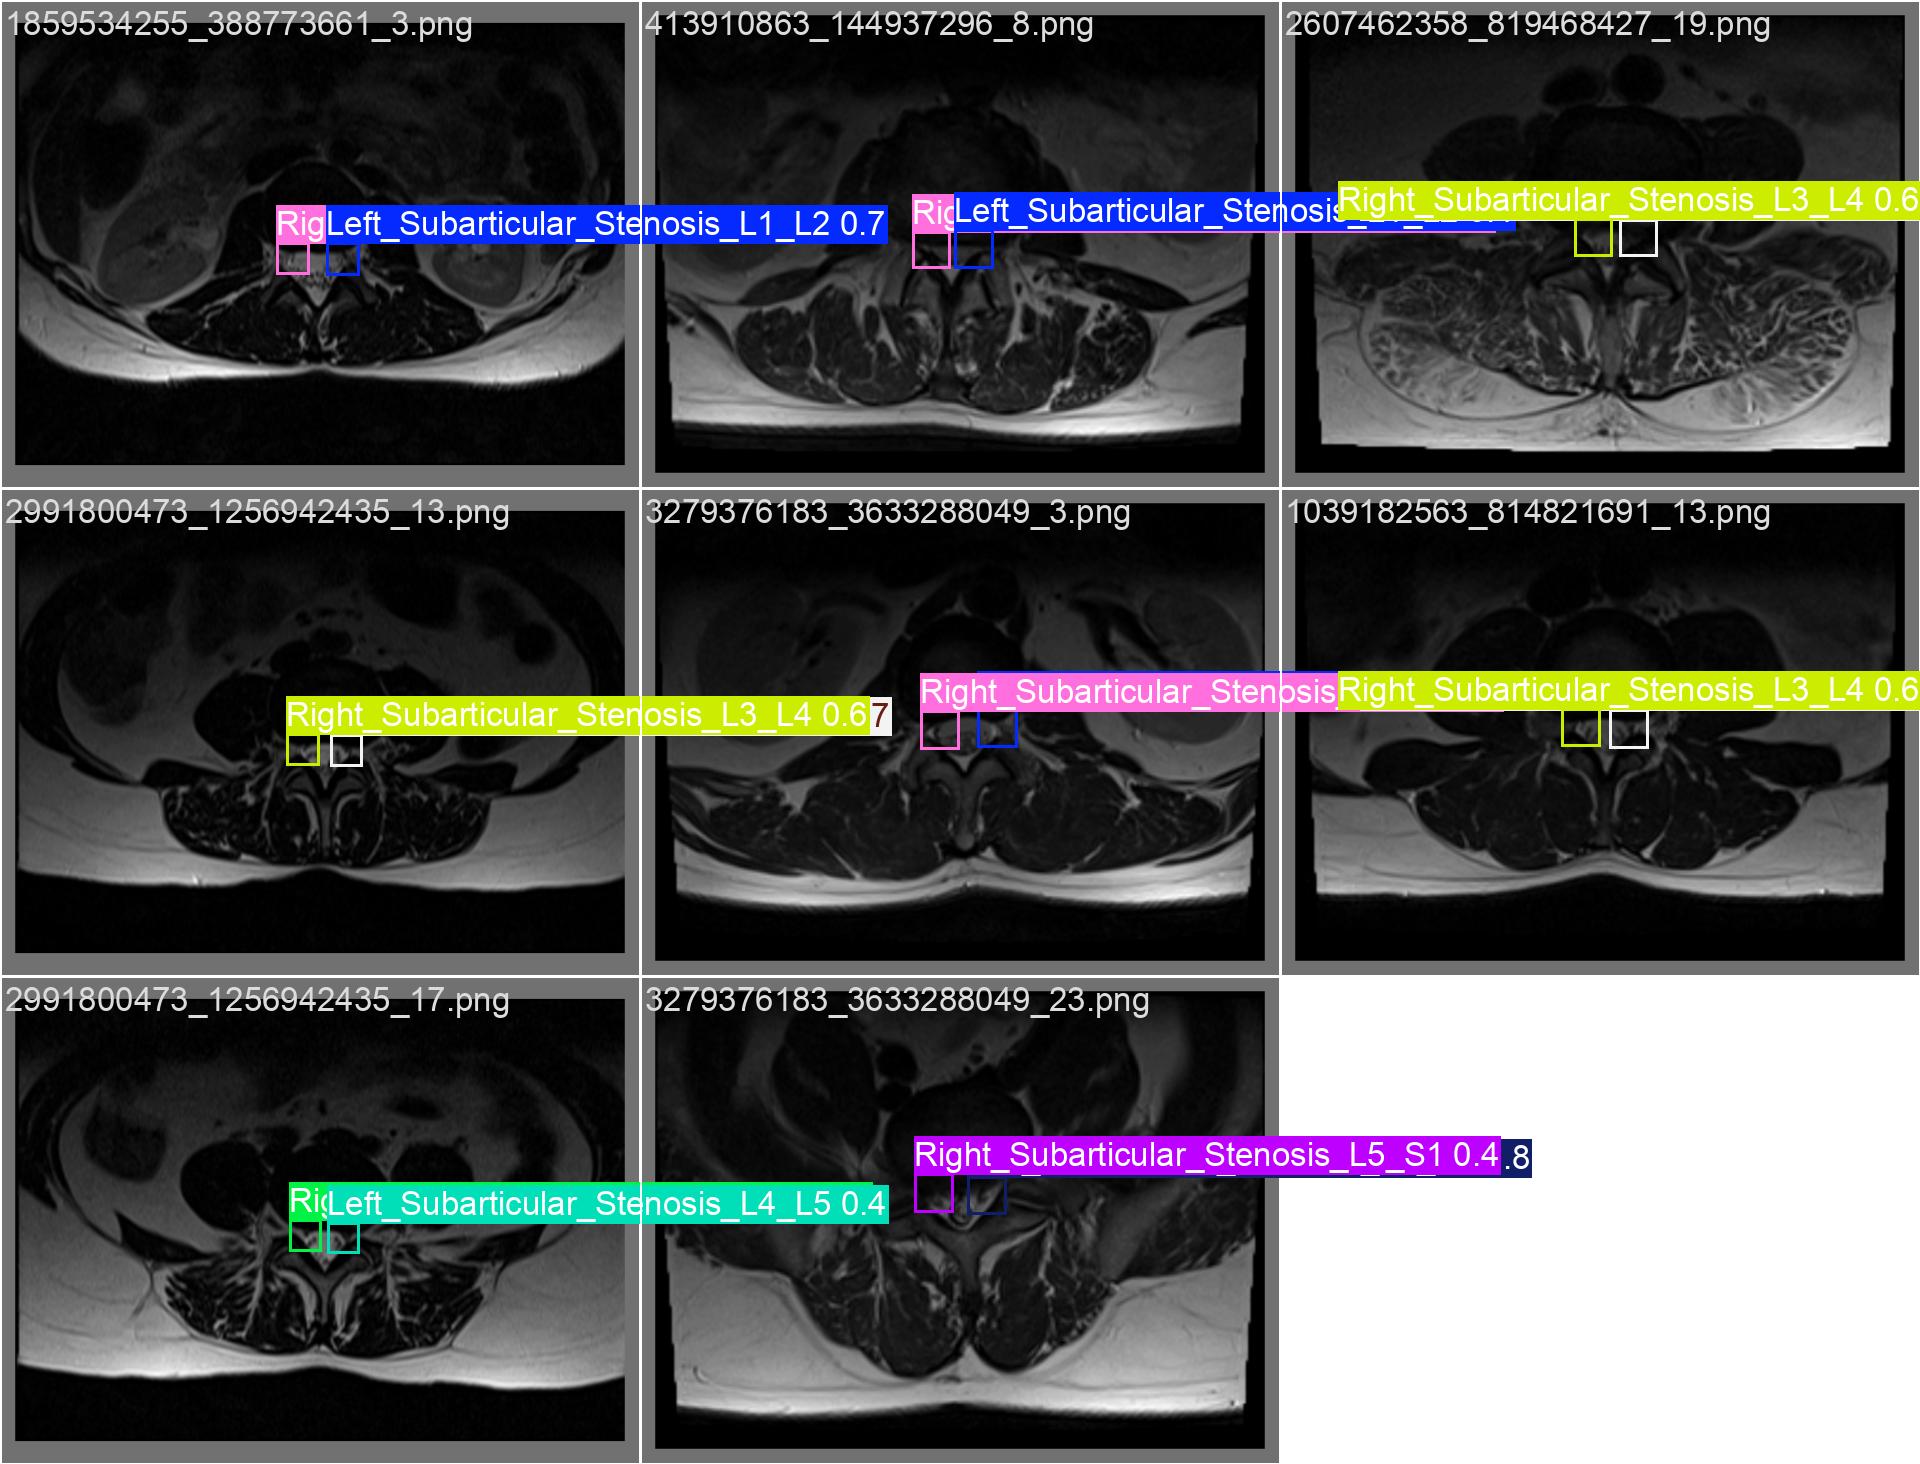 1859534255_388773661_3.png
413910863_144937296_8.png
2607462358_819468427_19.png
Rig
Left_Subarticular_Stenosis_L1_L2 0.7
Rig
Left_Subarticular_Stenosis
Right_Subarticular_Stenosis_L3_L4 0.6
2991800473_1256942435_13.png
3279376183_3633288049_3.png
1039182563_814821691_13.png
Right_Subarticular_Stenosis_L3_L4 0.6
7
Right_Subarticular_Stenosis
Right_Subarticular_Stenosis_L3_L4 0.6
2991800473_1256942435_17.png
3279376183_3633288049_23.png
Rig
Left_Subarticular_Stenosis_L4_L5 0.4
Right_Subarticular_Stenosis_L5_S1 0.4
.8